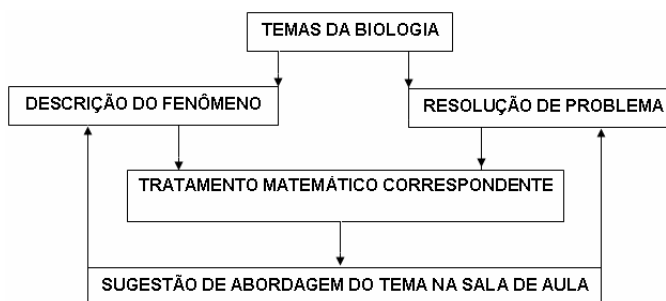 TEMAS DA BIOLOGIA
DESCRIÇÃO DO FENÔMENO
RESOLUÇÃO DE PROBLEMA
TRATAMENTO MATEMÁTICO CORRESPONDENTE
SUGESTÃO DE ABORDAGEM DO TEMA NA SALA DE AULA